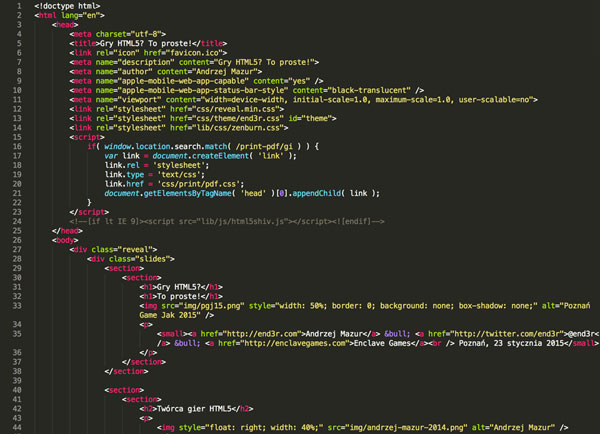 1 <!doctype html>
2 <html lang="en">
3 <head>
4 <meta charset="utf-8">
5 <title>Gry HTML5? To proste!</title>
6 <link rel="icon" href="favicon.ico">
7 <meta name="description" content="Gry HTML5? To proste!">
8 <meta name="author" content="Andrzej Mazur">
9 <meta name="apple-mobile-web-app-capable" content="yes" />
10 <meta name="apple-mobile-web-app-status-bar-style" content="black-translucent" />
11 <meta name="viewport" content="width=device-width, initial-scale=1.0, maximum-scale=1.0, user-scalable=no">
12 <link rel="stylesheet" href="css/reveal.min.css">
13 <link rel="stylesheet" href="css/theme/end3r.css" id="theme">
14 <link rel="stylesheet" href="lib/css/zenburn.css">
15 <script>
16 if( window.location.search.match( /print-pdf/gi ) ) {
17 var link = document.createElement( 'link' );
18 link.rel = 'stylesheet';
19 link.type = 'text/css';
20 link.href = 'css/print/pdf.css';
21 document.getElementsByTagName( 'head' )[0].appendChild( link );
22 }
23 </script>
24 <!--[if lt IE 9]><script src="lib/js/html5shiv.js"></script><![endif]-->
25 </head>
26 <body>
27 <div class="reveal">
28 <div class="slides">
29 <section>
30 <section>
31 <h1>Gry HTML5?</h1>
32 <h1>To proste!</h1>
33 <img src="img/pgj15.png" style="width: 50%; border: 0; background: none; box-shadow: none;" alt="Poznań
Game Jak 2015" />
34 <p>
35 <small><a href="http://end3r.com">Andrzej Mazur</a> &bull; <a href="http://twitter.com/end3r">@end3r<
/a> &bull; <a href="http://enclavegames.com">Enclave Games</a><br /> Poznań, 23 stycznia 2015</small>
36 </p>
37 </section>
38 </section>
39
40 <section>
41 <section>
42 <h2>Twórca gier HTML5</h2>
43 <p>
44 <img style="float: right; width: 40%;" src="img/andrzej-mazur-2014.png" alt="Andrzej Mazur" />